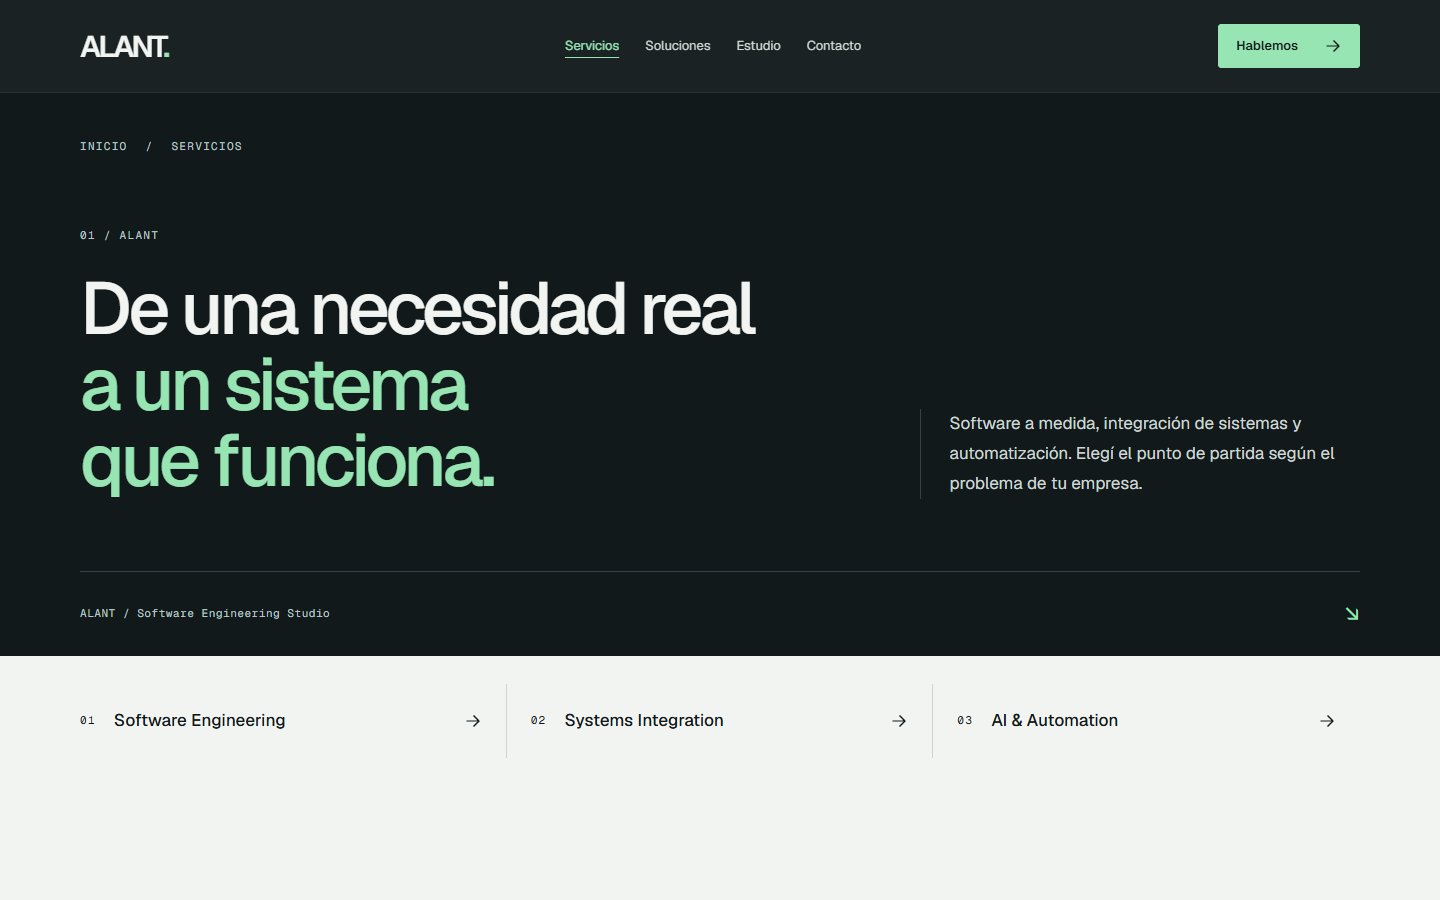 ALANT.
Servicios Soluciones Estudio Contacto
Hablemos
INICIO / SERVICIOS
01 / ALANT
De una necesidad real
a un sistema
que funciona.
Software a medida, integración de sistemas y
automatización. Elegí el punto de partida según el
problema de tu empresa.
ALANT / Software Engineering Studio
01 Software Engineering
02 Systems Integration
03 AI & Automation